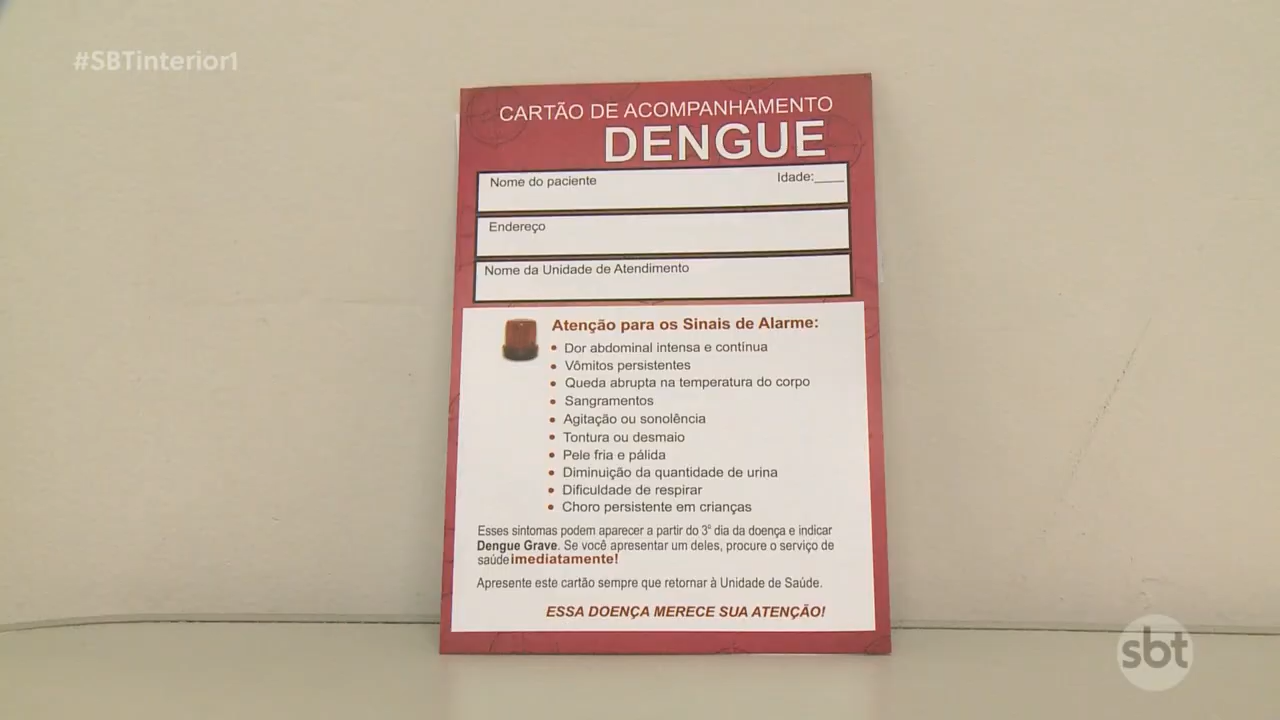 #SBTinterior1
CARTÃO DE ACOMPANHAMENTO
DENGUE
Nome do paciente Idade:____
Endereço
Nome da Unidade de Atendimento
Atenção para os Sinais de Alarme:
• Dor abdominal intensa e contínua
• Vômitos persistentes
• Queda abrupta na temperatura do corpo
• Sangramentos
• Agitação ou sonolência
• Tontura ou desmaio
• Pele fria e pálida
• Diminuição da quantidade de urina
• Dificuldade de respirar
• Choro persistente em crianças
Esses sintomas podem aparecer a partir do 3° dia da doença e indicar
Dengue Grave. Se você apresentar um deles, procure o serviço de
saúde imediatamente!
Apresente este cartão sempre que retornar à Unidade de Saúde.
ESSA DOENÇA MERECE SUA ATENÇÃO!
sbt